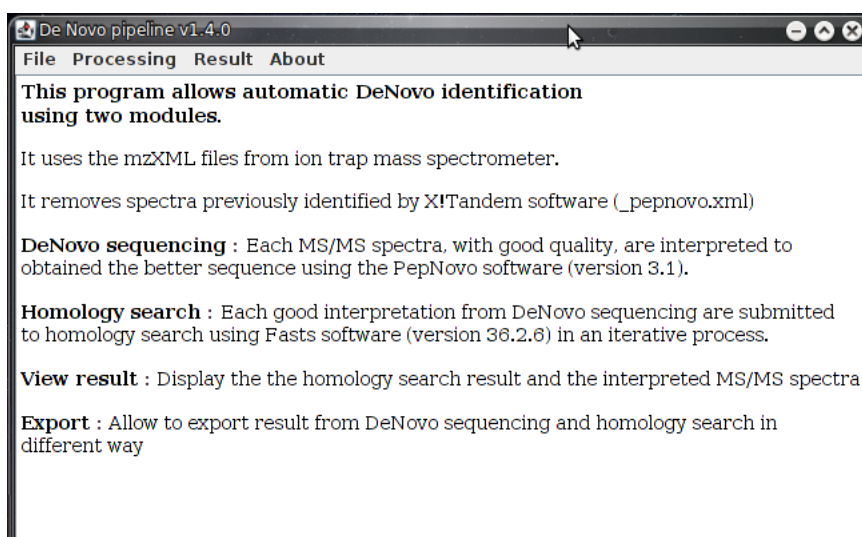 De Novo pipeline v1.4.0
File Processing Result About
This program allows automatic DeNovo identification
using two modules.
It uses the mzXML files from ion trap mass spectrometer.
It removes spectra previously identified by X!Tandem software (_pepnovo.xml)
DeNovo sequencing : Each MS/MS spectra, with good quality, are interpreted to
obtained the better sequence using the PepNovo software (version 3.1).
Homology search : Each good interpretation from DeNovo sequencing are submitted
to homology search using Fasts software (version 36.2.6) in an iterative process.
View result : Display the the homology search result and the interpreted MS/MS spectra
Export : Allow to export result from DeNovo sequencing and homology search in
different way